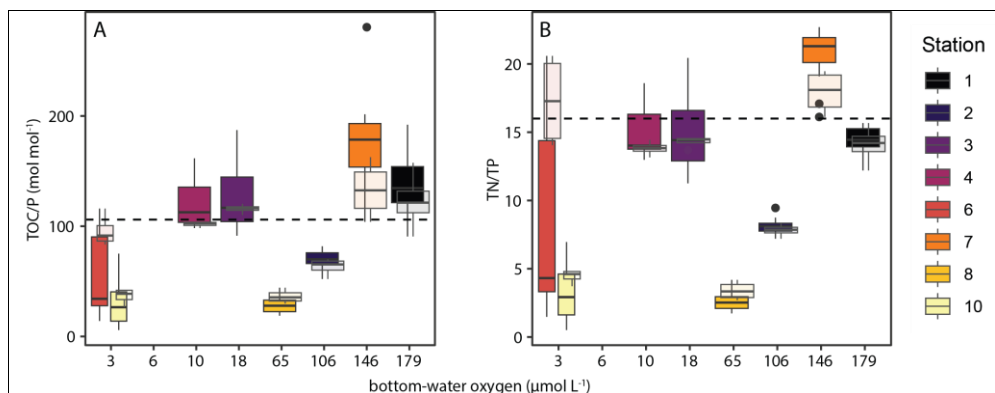 A
TOC/P (mol mol⁻¹)
200
100
0
3 6 10 18 65 106 146 179
B
TN/TP
20
15
10
5
0
3 6 10 18 65 106 146 179
bottom-water oxygen (μmol L⁻¹)
Station
1
2
3
4
6
7
8
10